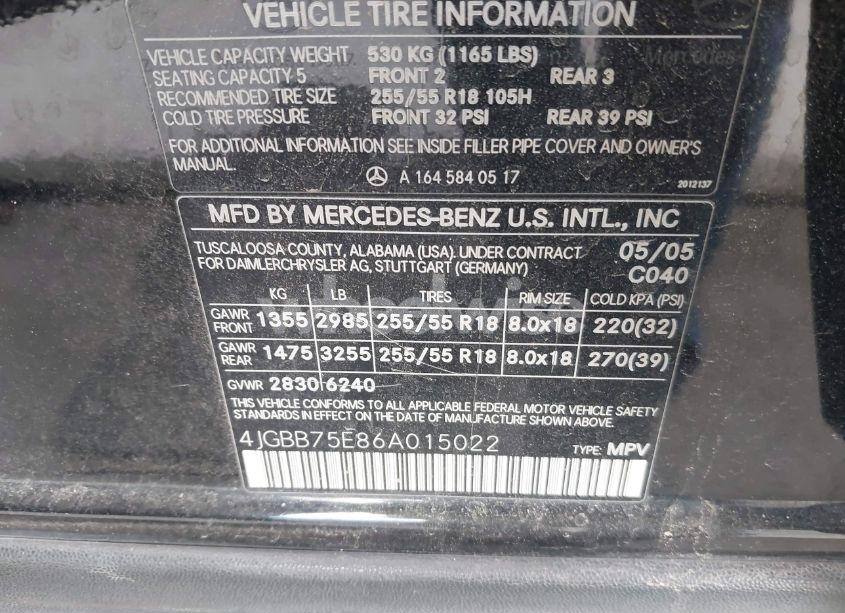 VEHICLE TIRE INFORMATION
VEHICLE CAPACITY WEIGHT 530 KG (1165 LBS)
SEATING CAPACITY 5 FRONT 2 REAR 3
RECOMMENDED TIRE SIZE 255/55 R18 105H
COLD TIRE PRESSURE FRONT 32 PSI REAR 39 PSI
FOR ADDITIONAL INFORMATION SEE INSIDE FILLER PIPE COVER AND OWNER'S
MANUAL.
A 164 584 05 17
2012137
MFD BY MERCEDES-BENZ U.S. INTL., INC
TUSCALOOSA COUNTY, ALABAMA (USA). UNDER CONTRACT 05/05
FOR DAIMLERCHRYSLER AG, STUTTGART (GERMANY) C040
KG LB TIRES RIM SIZE COLD KPA (PSI)
GAWR FRONT 1355 2985 255/55 R18 8.0x18 220(32)
GAWR REAR 1475 3255 255/55 R18 8.0x18 270(39)
GVWR 2830 6240
THIS VEHICLE CONFORMS TO ALL APPLICABLE FEDERAL MOTOR VEHICLE SAFETY
STANDARDS IN EFFECT ON THE DATE OF MANUFACTURE SHOWN ABOVE.
4JGBB75E86A015022 TYPE: MPV